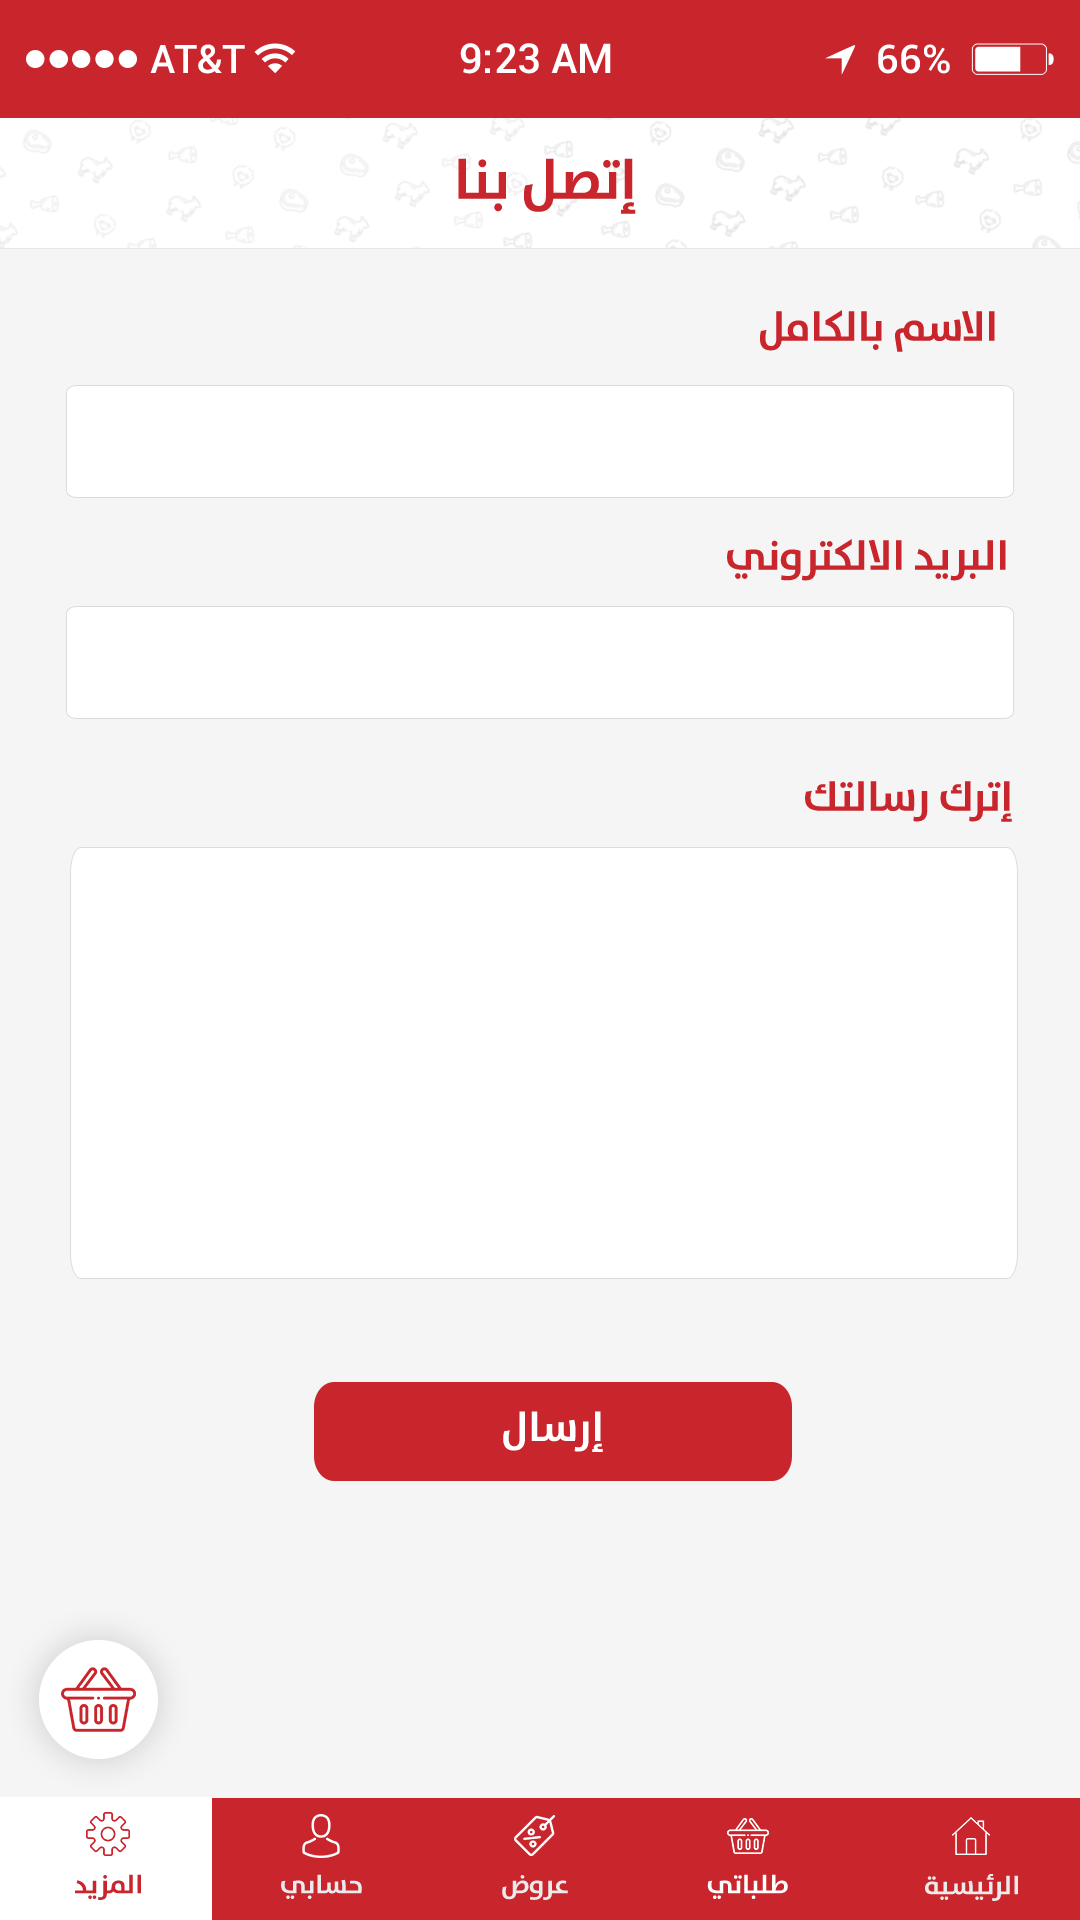 AT&T 9:23 AM 66%
إتصل بنا
الاسم بالكامل
البريد الالكتروني
إترك رسالتك
إرسال
الرئيسية طلباتي عروض حسابي المزيد